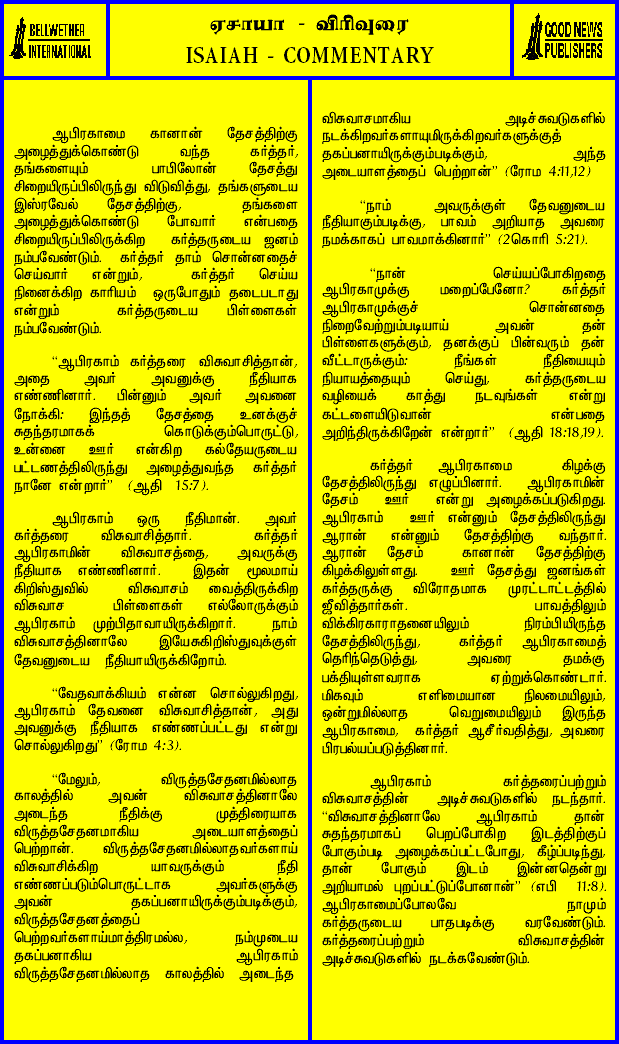 BELLWETHER
INTERNATIONAL
ஏசாயா - விரிவுரை
ISAIAH - COMMENTARY
GOOD NEWS
PUBLISHERS
ஆபிரகாமை கானான் தேசத்திற்கு
அழைத்துக்கொண்டு வந்த கர்த்தர்,
தங்களையும் பாபிலோன் தேசத்து
சிறையிருப்பிலிருந்து விடுவித்து, தங்களுடைய
இஸ்ரவேல் தேசத்திற்கு, தங்களை
அழைத்துக்கொண்டு போவார் என்பதை
சிறையிருப்பிலிருக்கிற கர்த்தருடைய ஜனம்
நம்பவேண்டும். கர்த்தர் தாம் சொன்னதைச்
செய்வார் என்றும், கர்த்தர் செய்ய
நினைக்கிற காரியம் ஒருபோதும் தடைபடாது
என்றும் கர்த்தருடைய பிள்ளைகள்
நம்பவேண்டும்.
“ஆபிரகாம் கர்த்தரை விசுவாசித்தான்,
அதை அவர் அவனுக்கு நீதியாக
எண்ணினார். பின்னும் அவர் அவனை
நோக்கி: இந்தத் தேசத்தை உனக்குச்
சுதந்தரமாகக் கொடுக்கும்பொருட்டு,
உன்னை ஊர் என்கிற கல்தேயருடைய
பட்டணத்திலிருந்து அழைத்துவந்த கர்த்தர்
நானே என்றார்” (ஆதி 15:7).
ஆபிரகாம் ஒரு நீதிமான். அவர்
கர்த்தரை விசுவாசித்தார். கர்த்தர்
ஆபிரகாமின் விசுவாசத்தை, அவருக்கு
நீதியாக எண்ணினார். இதன் மூலமாய்
கிறிஸ்துவில் விசுவாசம் வைத்திருக்கிற
விசுவாச பிள்ளைகள் எல்லோருக்கும்
ஆபிரகாம் முற்பிதாவாயிருக்கிறார். நாம்
விசுவாசத்தினாலே இயேசுகிறிஸ்துவுக்குள்
தேவனுடைய நீதியாயிருக்கிறோம்.
“வேதவாக்கியம் என்ன சொல்லுகிறது,
ஆபிரகாம் தேவனை விசுவாசித்தான், அது
அவனுக்கு நீதியாக எண்ணப்பட்டது என்று
சொல்லுகிறது” (ரோம 4:3).
“மேலும், விருத்தசேதனமில்லாத
காலத்தில் அவன் விசுவாசத்தினாலே
அடைந்த நீதிக்கு முத்திரையாக
விருத்தசேதனமாகிய அடையாளத்தைப்
பெற்றான். விருத்தசேதனமில்லாதவர்களாய்
விசுவாசிக்கிற யாவருக்கும் நீதி
எண்ணப்படும்பொருட்டாக அவர்களுக்கு
அவன் தகப்பனாயிருக்கும்படிக்கும்,
விருத்தசேதனத்தைப்
பெற்றவர்களாய்மாத்திரமல்ல, நம்முடைய
தகப்பனாகிய ஆபிரகாம்
விருத்தசேதனமில்லாத காலத்தில் அடைந்த
விசுவாசமாகிய அடிச்சுவடுகளில்
நடக்கிறவர்களாயுமிருக்கிறவர்களுக்குத்
தகப்பனாயிருக்கும்படிக்கும், அந்த
அடையாளத்தைப் பெற்றான்” (ரோம 4:11,12)
“நாம் அவருக்குள் தேவனுடைய
நீதியாகும்படிக்கு, பாவம் அறியாத அவரை
நமக்காகப் பாவமாக்கினார்” (2கொரி 5:21).
“நான் செய்யப்போகிறதை
ஆபிரகாமுக்கு மறைப்பேனோ? கர்த்தர்
ஆபிரகாமுக்குச் சொன்னதை
நிறைவேற்றும்படியாய் அவன் தன்
பிள்ளைகளுக்கும், தனக்குப் பின்வரும் தன்
வீட்டாருக்கும்: நீங்கள் நீதியையும்
நியாயத்தையும் செய்து, கர்த்தருடைய
வழியைக் காத்து நடவுங்கள் என்று
கட்டளையிடுவான் என்பதை
அறிந்திருக்கிறேன் என்றார்” (ஆதி 18:18,19).
கர்த்தர் ஆபிரகாமை கிழக்கு
தேசத்திலிருந்து எழுப்பினார். ஆபிரகாமின்
தேசம் ஊர் என்று அழைக்கப்படுகிறது.
ஆபிரகாம் ஊர் என்னும் தேசத்திலிருந்து
ஆரான் என்னும் தேசத்திற்கு வந்தார்.
ஆரான் தேசம் கானான் தேசத்திற்கு
கிழக்கிலுள்ளது. ஊர் தேசத்து ஜனங்கள்
கர்த்தருக்கு விரோதமாக முரட்டாட்டத்தில்
ஜீவித்தார்கள். பாவத்திலும்
விக்கிரகாராதனையிலும் நிரம்பியிருந்த
தேசத்திலிருந்து, கர்த்தர் ஆபிரகாமைத்
தெரிந்தெடுத்து, அவரை தமக்கு
பக்தியுள்ளவராக ஏற்றுக்கொண்டார்.
மிகவும் எளிமையான நிலமையிலும்,
ஒன்றுமில்லாத வெறுமையிலும் இருந்த
ஆபிரகாமை, கர்த்தர் ஆசீர்வதித்து, அவரை
பிரபல்யப்படுத்தினார்.
ஆபிரகாம் கர்த்தரைப்பற்றும்
விசுவாசத்தின் அடிச்சுவடுகளில் நடந்தார்.
“விசுவாசத்தினாலே ஆபிரகாம் தான்
சுதந்தரமாகப் பெறப்போகிற இடத்திற்குப்
போகும்படி அழைக்கப்பட்டபோது, கீழ்ப்படிந்து,
தான் போகும் இடம் இன்னதென்று
அறியாமல் புறப்பட்டுப்போனான்” (எபி 11:8).
ஆபிரகாமைப்போலவே நாமும்
கர்த்தருடைய பாதபடிக்கு வரவேண்டும்.
கர்த்தரைப்பற்றும் விசுவாசத்தின்
அடிச்சுவடுகளில் நடக்கவேண்டும்.